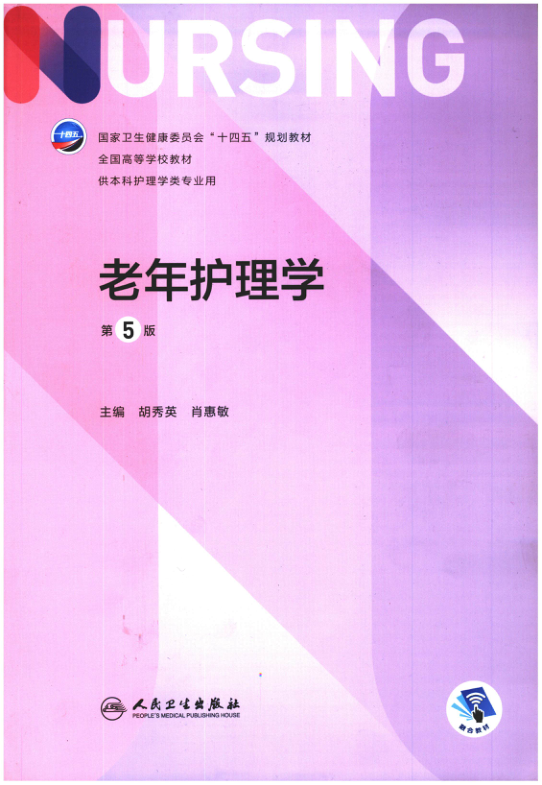 NURSING
十四五
国家卫生健康委员会“十四五”规划教材
全国高等学校教材
供本科护理学类专业用
老年护理学
第5版
主编 胡秀英 肖惠敏
人民卫生出版社
PEOPLE'S MEDICAL PUBLISHING HOUSE
融合教材